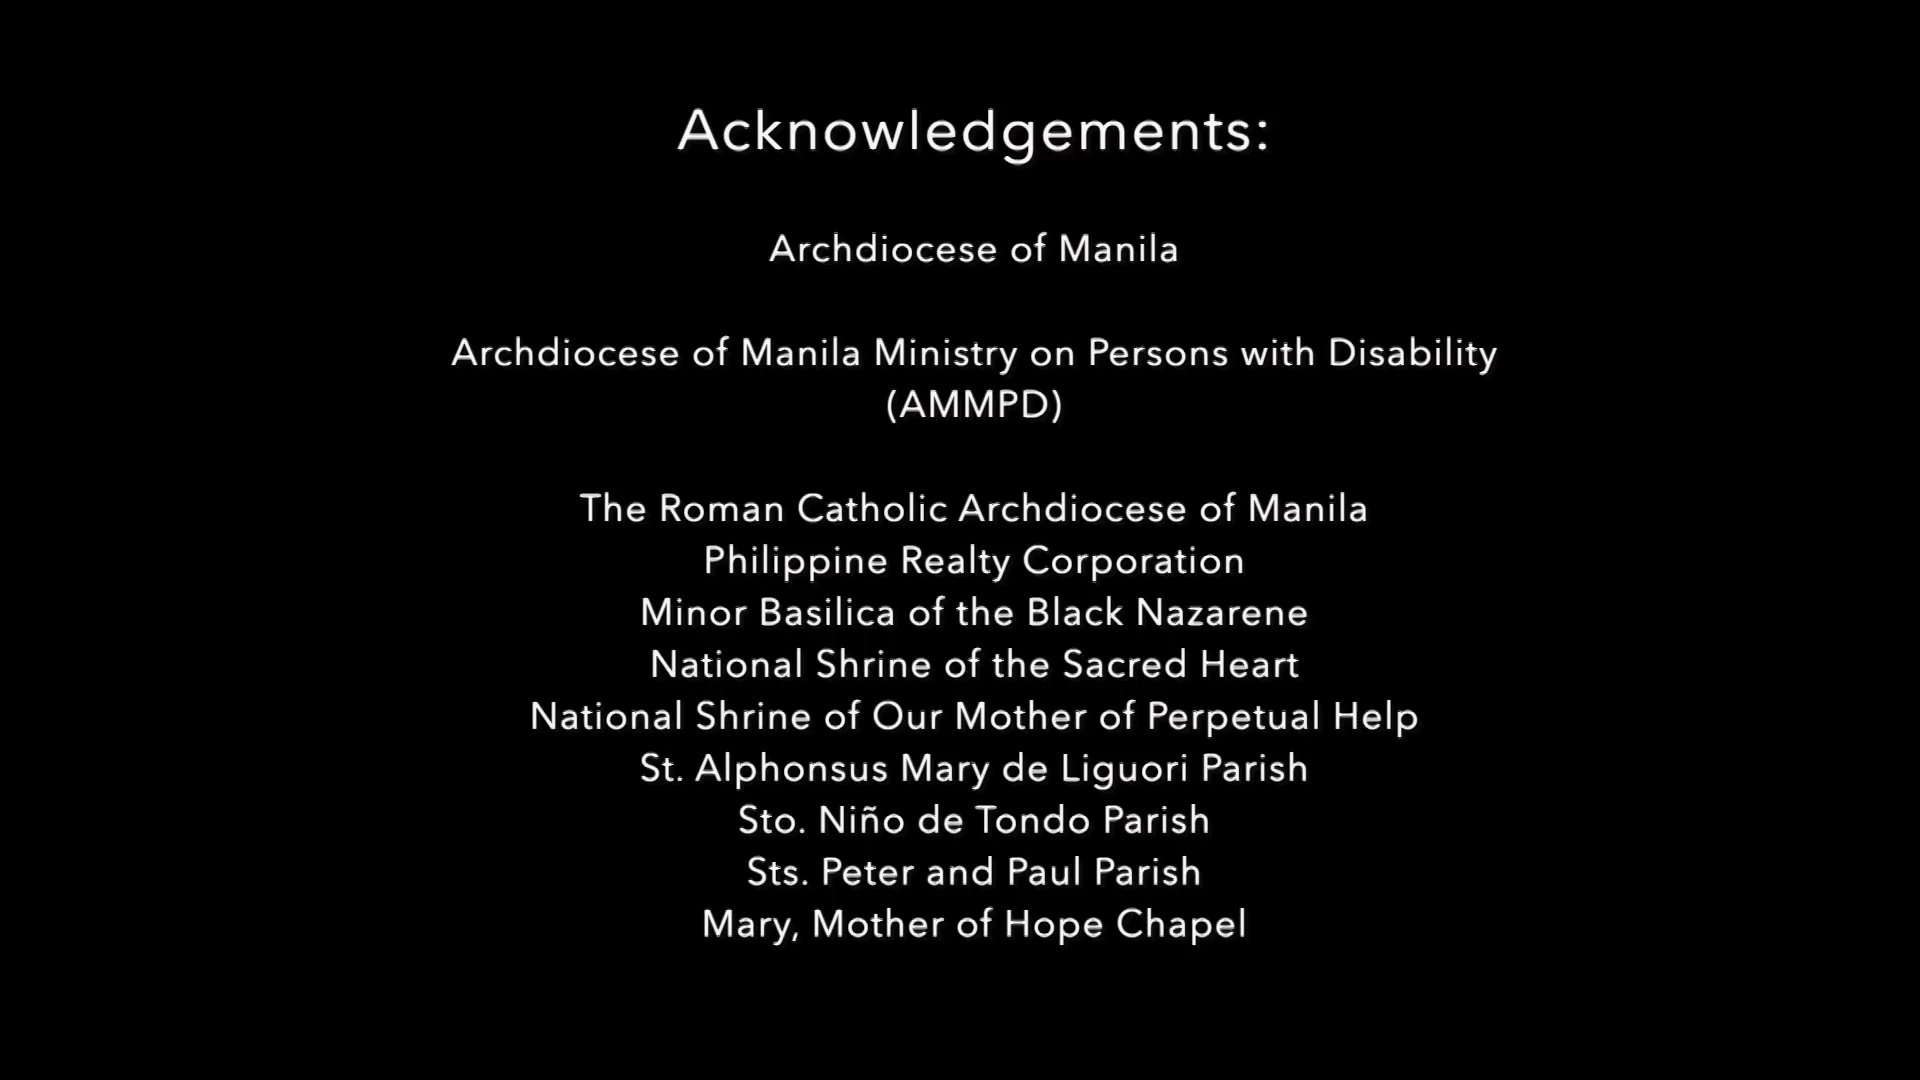 Acknowledgements:
Archdiocese of Manila
Archdiocese of Manila Ministry on Persons with Disability
(AMMPD)
The Roman Catholic Archdiocese of Manila
Philippine Realty Corporation
Minor Basilica of the Black Nazarene
National Shrine of the Sacred Heart
National Shrine of Our Mother of Perpetual Help
St. Alphonsus Mary de Liguori Parish
Sto. Niño de Tondo Parish
Sts. Peter and Paul Parish
Mary, Mother of Hope Chapel